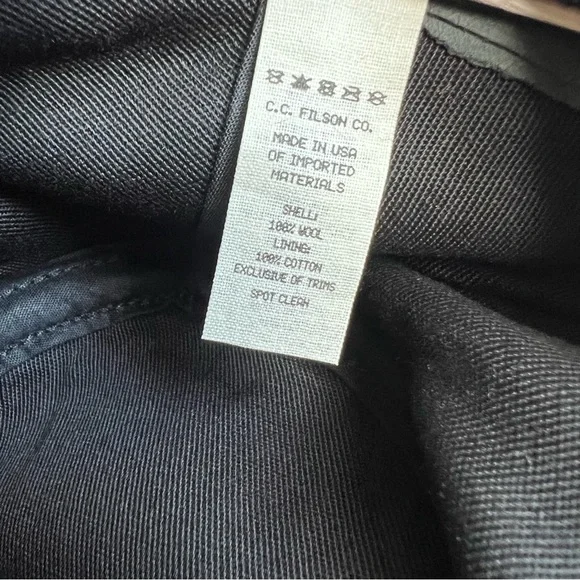 C.C. FILSON CO.
MADE IN USA
OF IMPORTED
MATERIALS
SHELL:
100% WOOL
LINING:
100% COTTON
EXCLUSIVE OF TRIMS
SPOT CLEAN